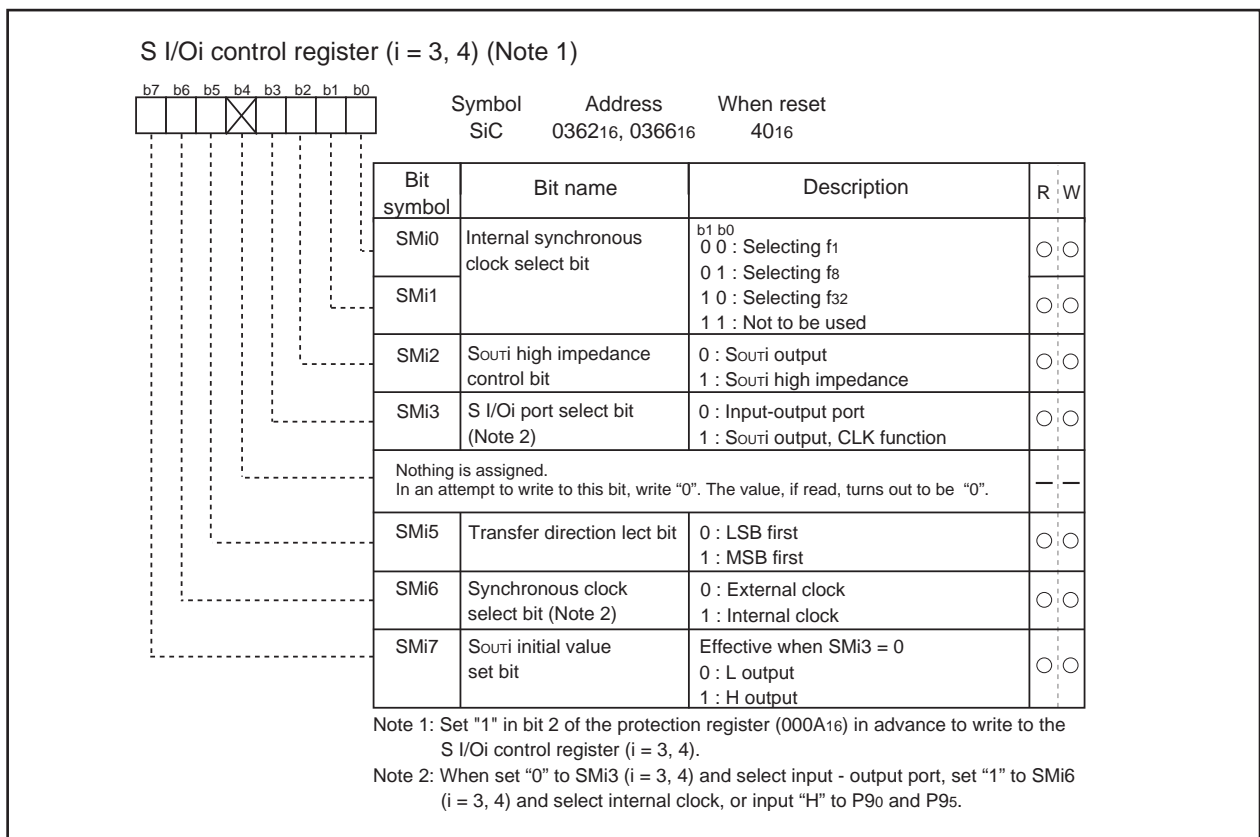 S I/Oi control register (i = 3, 4) (Note 1)
b7 b6 b5 b4 b3 b2 b1 b0
Symbol Address When reset
SiC 036216, 036616 4016
Bit symbol Bit name Description R W
SMi0 Internal synchronous clock select bit
b1 b0
0 0 : Selecting f1
0 1 : Selecting f8
SMi1
1 0 : Selecting f32
1 1 : Not to be used
SMi2 SOUTi high impedance control bit
0 : SOUTi output
1 : SOUTi high impedance
SMi3 S I/Oi port select bit (Note 2)
0 : Input-output port
1 : SOUTi output, CLK function
Nothing is assigned.
In an attempt to write to this bit, write “0”. The value, if read, turns out to be “0”.
SMi5 Transfer direction lect bit
0 : LSB first
1 : MSB first
SMi6 Synchronous clock select bit (Note 2)
0 : External clock
1 : Internal clock
SMi7 SOUTi initial value set bit
Effective when SMi3 = 0
0 : L output
1 : H output
Note 1: Set "1" in bit 2 of the protection register (000A16) in advance to write to the
S I/Oi control register (i = 3, 4).
Note 2: When set “0” to SMi3 (i = 3, 4) and select input - output port, set “1” to SMi6
(i = 3, 4) and select internal clock, or input “H” to P90 and P95.